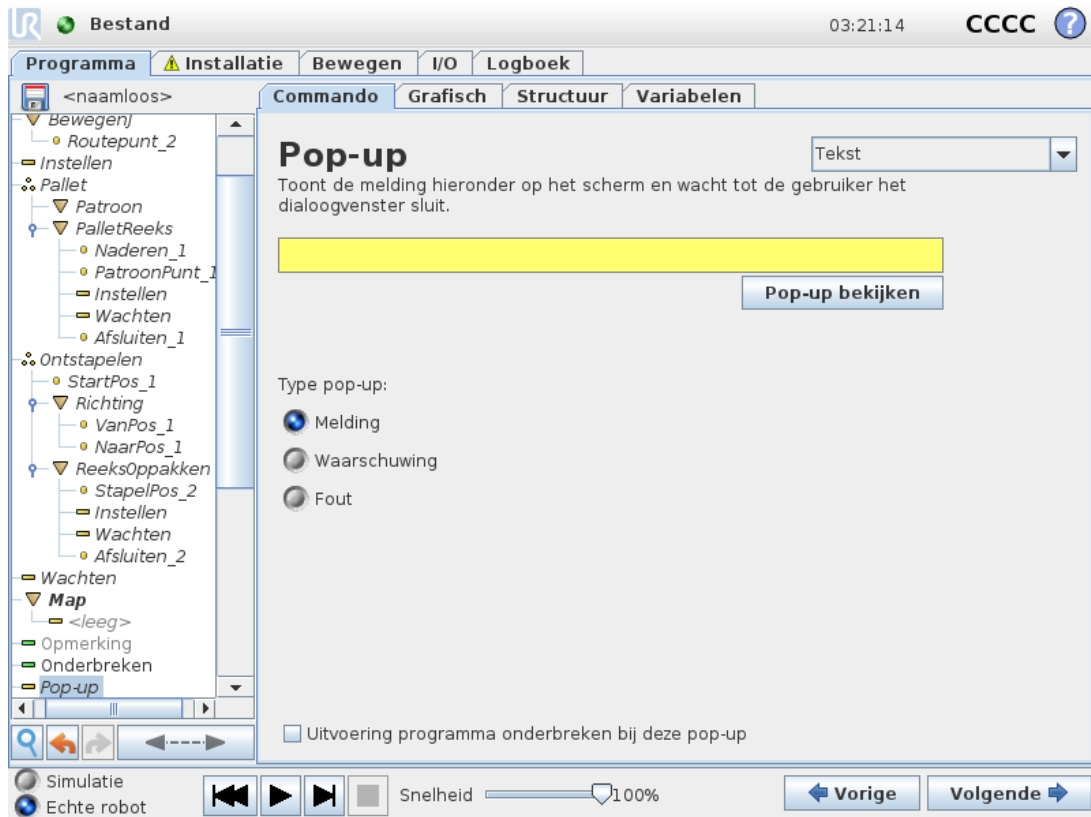 UR Bestand 03:21:14 CCCC ?
Programma Installatie Bewegen I/O Logboek
<naamloos>
Commando Grafisch Structuur Variabelen
BewegenJ
Routepunt_2
Instellen
Pallet
Patroon
PalletReeks
Naderen_1
PatroonPunt_1
Instellen
Wachten
Afsluiten_1
Ontstapelen
StartPos_1
Richting
VanPos_1
NaarPos_1
ReeksOppakken
StapelPos_2
Instellen
Wachten
Afsluiten_2
Wachten
Map
<leeg>
Opmerking
Onderbreken
Pop-up
Pop-up
Tekst
Toont de melding hieronder op het scherm en wacht tot de gebruiker het
dialoogvenster sluit.
Pop-up bekijken
Type pop-up:
Melding
Waarschuwing
Fout
Uitvoering programma onderbreken bij deze pop-up
Simulatie
Echte robot
Snelheid 100%
Vorige
Volgende